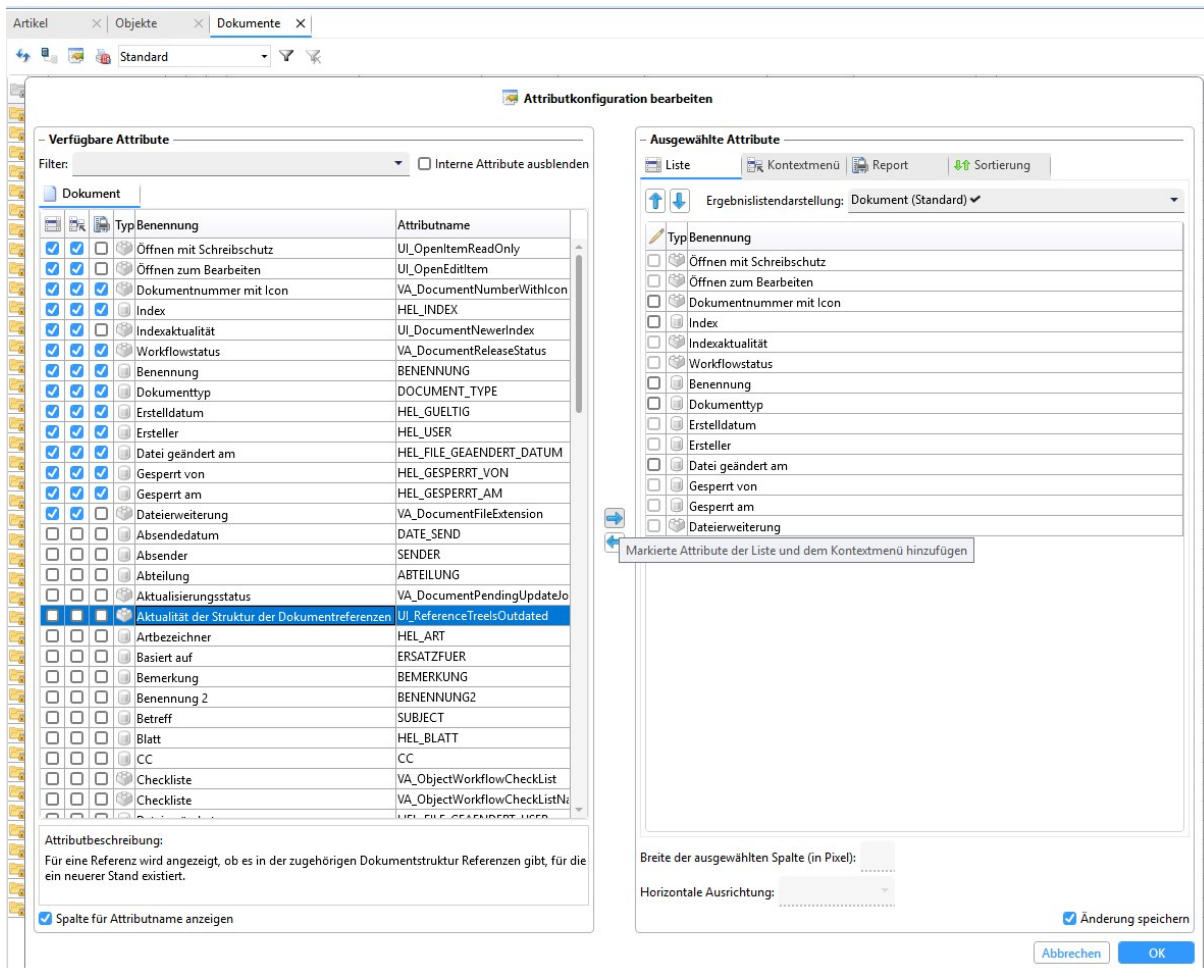 Artikel
Objekte
Dokumente
Standard
Attributkonfiguration bearbeiten
Verfügbare Attribute
Filter:
Interne Attribute ausblenden
Dokument
Typ Benennung Attributname
Öffnen mit Schreibschutz UI_OpenItemReadOnly
Öffnen zum Bearbeiten UI_OpenEditItem
Dokumentnummer mit Icon VA_DocumentNumberWithIcon
Index HEL_INDEX
Indexaktualität UI_DocumentNewerIndex
Workflowstatus VA_DocumentReleaseStatus
Benennung BENENNUNG
Dokumenttyp DOCUMENT_TYPE
Erstelldatum HEL_GUELTIG
Ersteller HEL_USER
Datei geändert am HEL_FILE_GEAENDERT_DATUM
Gesperrt von HEL_GESPERRT_VON
Gesperrt am HEL_GESPERRT_AM
Dateierweiterung VA_DocumentFileExtension
Absendedatum DATE_SEND
Absender SENDER
Abteilung ABTEILUNG
Aktualisierungsstatus VA_DocumentPendingUpdateJo
Aktualität der Struktur der Dokumentreferenzen UI_ReferenceTreeIsOutdated
Artbezeichner HEL_ART
Basiert auf ERSATZFUER
Bemerkung BEMERKUNG
Benennung 2 BENENNUNG2
Betreff SUBJECT
Blatt HEL_BLATT
CC CC
Checkliste VA_ObjectWorkflowCheckList
Checkliste VA_ObjectWorkflowCheckListNa
Attributbeschreibung:
Für eine Referenz wird angezeigt, ob es in der zugehörigen Dokumentstruktur Referenzen gibt, für die
ein neuerer Stand existiert.
Spalte für Attributname anzeigen
Markierte Attribute der Liste und dem Kontextmenü hinzufügen
Ausgewählte Attribute
Liste
Kontextmenü
Report
Sortierung
Ergebnislistendarstellung: Dokument (Standard)
Typ Benennung
Öffnen mit Schreibschutz
Öffnen zum Bearbeiten
Dokumentnummer mit Icon
Index
Indexaktualität
Workflowstatus
Benennung
Dokumenttyp
Erstelldatum
Ersteller
Datei geändert am
Gesperrt von
Gesperrt am
Dateierweiterung
Breite der ausgewählten Spalte (in Pixel):
Horizontale Ausrichtung:
Änderung speichern
Abbrechen
OK